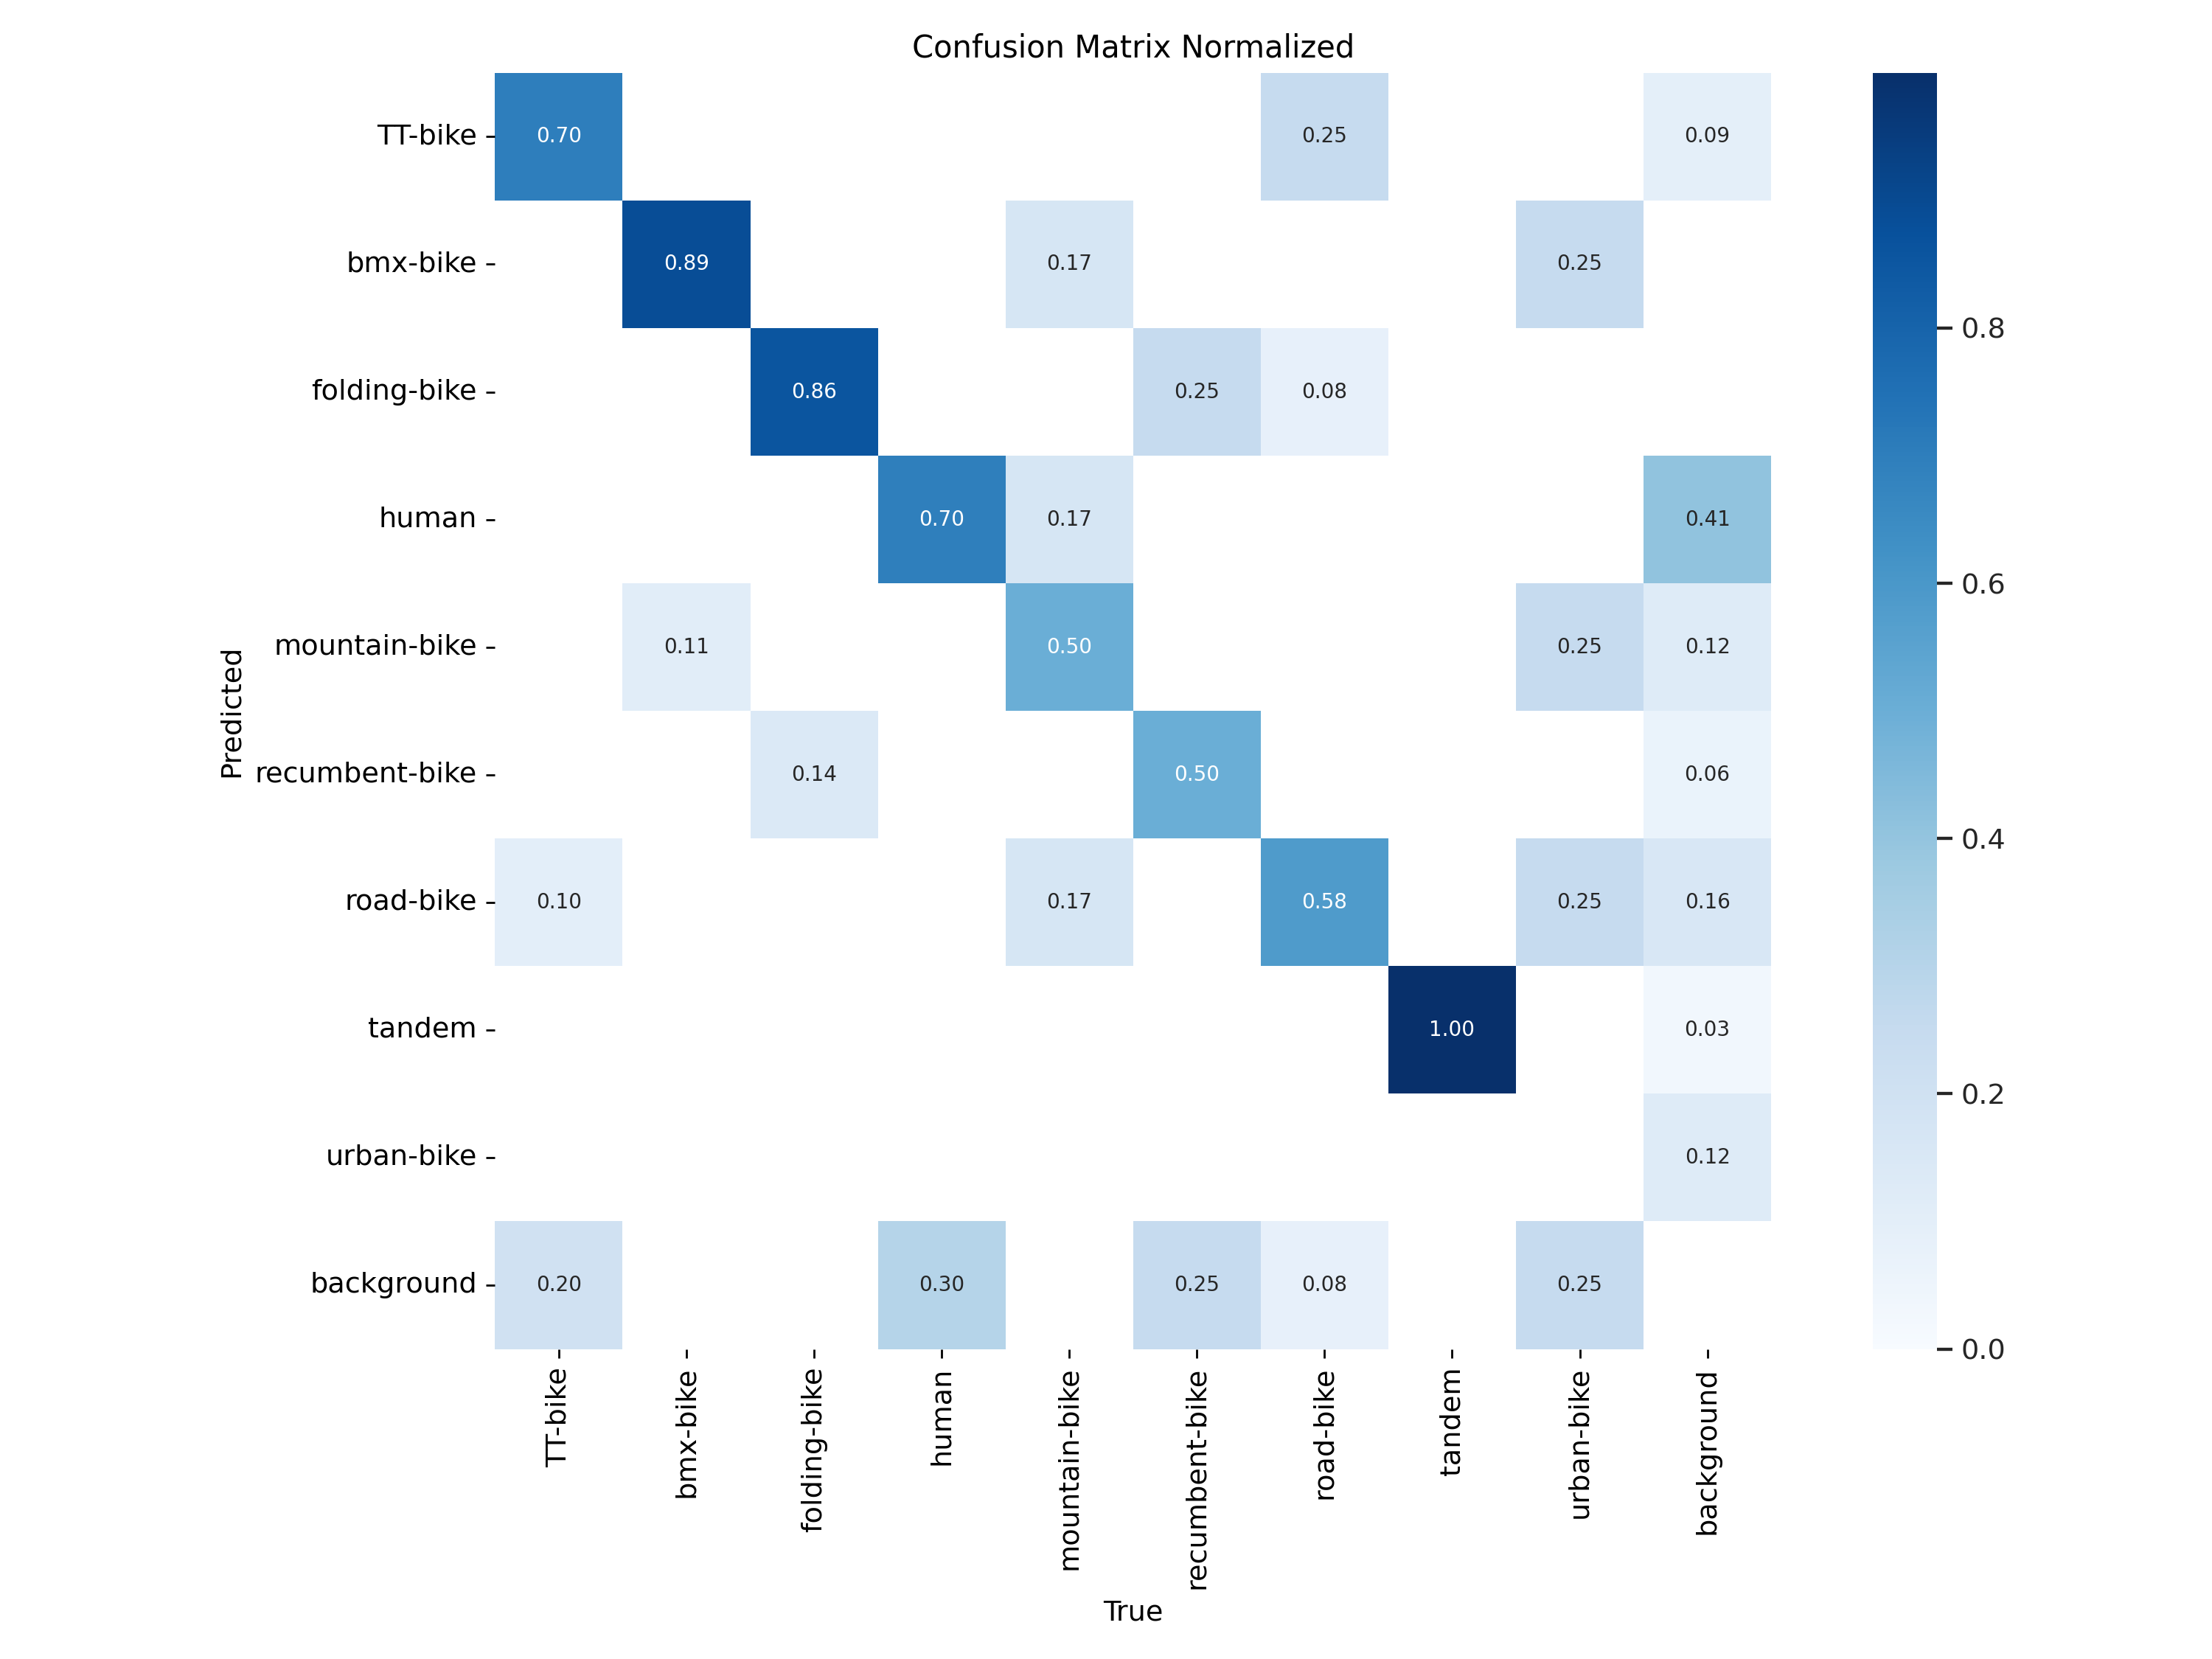 Confusion Matrix Normalized
TT-bike 0.70 0.25 0.09
bmx-bike 0.89 0.17 0.25
0.8
folding-bike 0.86 0.25 0.08
human 0.70 0.17 0.41
0.6
mountain-bike 0.11 0.50 0.25 0.12
Predicted
recumbent-bike 0.14 0.50 0.06
0.4
road-bike 0.10 0.17 0.58 0.25 0.16
tandem 1.00 0.03
0.2
urban-bike 0.12
background 0.20 0.30 0.25 0.08 0.25
0.0
TT-bike
bmx-bike
folding-bike
human
mountain-bike
recumbent-bike
road-bike
tandem
urban-bike
background
True